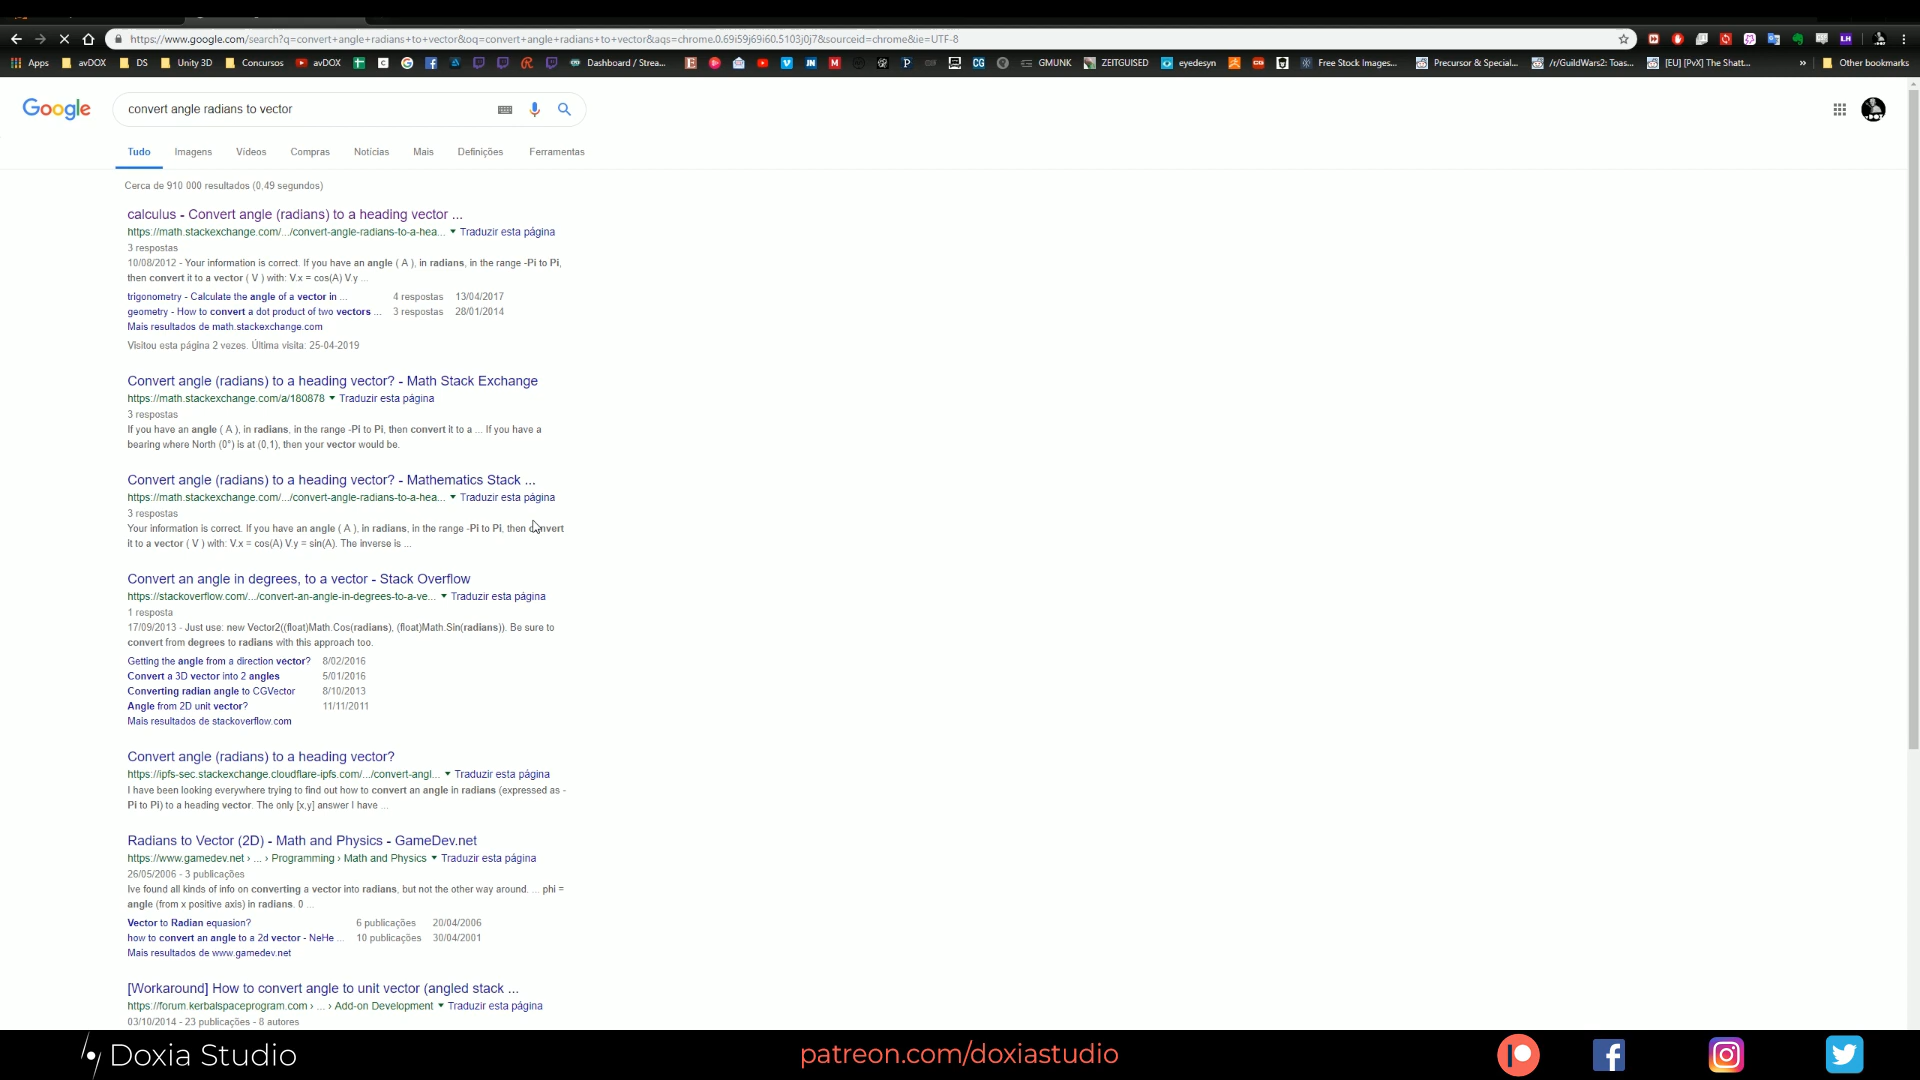 https://www.google.com/search?q=convert+angle+radians+to+vector&oq=convert+angle+radians+to+vector&aqs=chrome.0.69i59j69i60.5103j0j7&sourceid=chrome&ie=UTF-8
Apps avDOX DS Unity 3D Concursos avDOX Dashboard / Strea... GMUNK ZEITGUISED eyedesyn Free Stock Images... Precursor & Special... /r/GuildWars2: Toas... [EU] [PvX] The Shatt... » Other bookmarks
Google convert angle radians to vector
Tudo Imagens Vídeos Compras Notícias Mais Definições Ferramentas
Cerca de 910 000 resultados (0,49 segundos)
calculus - Convert angle (radians) to a heading vector ...
https://math.stackexchange.com/.../convert-angle-radians-to-a-hea... Traduzir esta página
3 respostas
10/08/2012 - Your information is correct. If you have an angle ( A ), in radians, in the range -Pi to Pi,
then convert it to a vector ( V ) with: V.x = cos(A) V.y ...
trigonometry - Calculate the angle of a vector in ... 4 respostas 13/04/2017
geometry - How to convert a dot product of two vectors ... 3 respostas 28/01/2014
Mais resultados de math.stackexchange.com
Visitou esta página 2 vezes. Última visita: 25-04-2019
Convert angle (radians) to a heading vector? - Math Stack Exchange
https://math.stackexchange.com/a/180878 Traduzir esta página
3 respostas
If you have an angle ( A ), in radians, in the range -Pi to Pi, then convert it to a ... If you have a
bearing where North (0°) is at (0,1), then your vector would be.
Convert angle (radians) to a heading vector? - Mathematics Stack ...
https://math.stackexchange.com/.../convert-angle-radians-to-a-hea... Traduzir esta página
3 respostas
Your information is correct. If you have an angle ( A ), in radians, in the range -Pi to Pi, then convert
it to a vector ( V ) with: V.x = cos(A) V.y = sin(A). The inverse is ...
Convert an angle in degrees, to a vector - Stack Overflow
https://stackoverflow.com/.../convert-an-angle-in-degrees-to-a-ve... Traduzir esta página
1 resposta
17/09/2013 - Just use: new Vector2((float)Math.Cos(radians), (float)Math.Sin(radians)). Be sure to
convert from degrees to radians with this approach too.
Getting the angle from a direction vector? 8/02/2016
Convert a 3D vector into 2 angles 5/01/2016
Converting radian angle to CGVector 8/10/2013
Angle from 2D unit vector? 11/11/2011
Mais resultados de stackoverflow.com
Convert angle (radians) to a heading vector?
https://ipfs-sec.stackexchange.cloudflare-ipfs.com/.../convert-angl... Traduzir esta página
I have been looking everywhere trying to find out how to convert an angle in radians (expressed as -
Pi to Pi) to a heading vector. The only [x,y] answer I have ...
Radians to Vector (2D) - Math and Physics - GameDev.net
https://www.gamedev.net › ... › Programming › Math and Physics Traduzir esta página
26/05/2006 - 3 publicações
Ive found all kinds of info on converting a vector into radians, but not the other way around. ... phi =
angle (from x positive axis) in radians. 0 ...
Vector to Radian equasion? 6 publicações 20/04/2006
how to convert an angle to a 2d vector - NeHe ... 10 publicações 30/04/2001
Mais resultados de www.gamedev.net
[Workaround] How to convert angle to unit vector (angled stack ...
https://forum.kerbalspaceprogram.com › ... › Add-on Development Traduzir esta página
03/10/2014 - 23 publicações - 8 autores
Doxia Studio patreon.com/doxiastudio